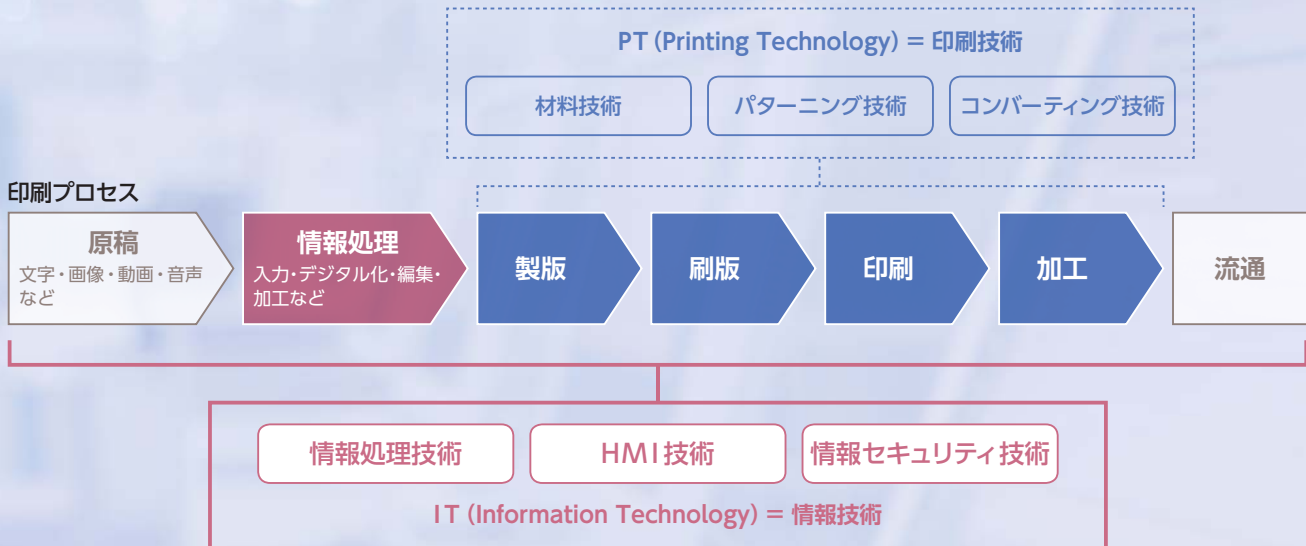 PT (Printing Technology) = 印刷技術
材料技術
パターニング技術
コンバーティング技術
印刷プロセス
原稿
文字・画像・動画・音声
など
情報処理
入力・デジタル化・編集・
加工など
製版
刷版
印刷
加工
流通
情報処理技術
HMI技術
情報セキュリティ技術
IT (Information Technology) = 情報技術